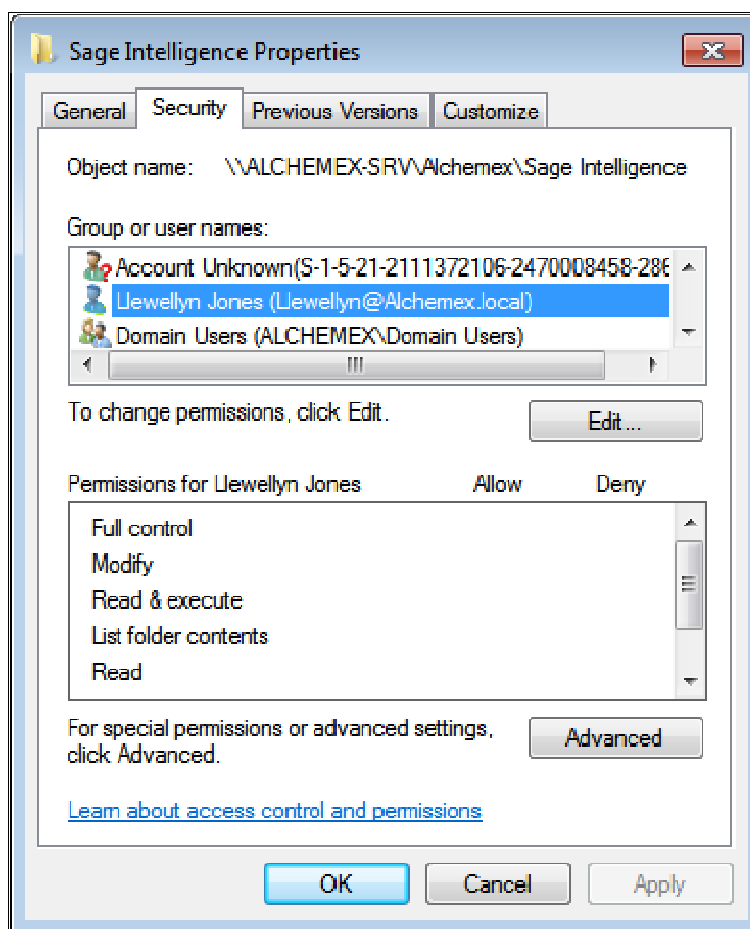 Sage Intelligence Properties
General Security Previous Versions Customize
Object name: \\ALCHEMEX-SRV\Alchemex\Sage Intelligence
Group or user names:
Account Unknown(S-1-5-21-2111372106-2470008458-286
Llewellyn Jones (Llewellyn@Alchemex.local)
Domain Users (ALCHEMEX\Domain Users)
To change permissions, click Edit.
Edit...
Permissions for Llewellyn Jones Allow Deny
Full control
Modify
Read & execute
List folder contents
Read
For special permissions or advanced settings,
click Advanced.
Advanced
Learn about access control and permissions
OK Cancel Apply